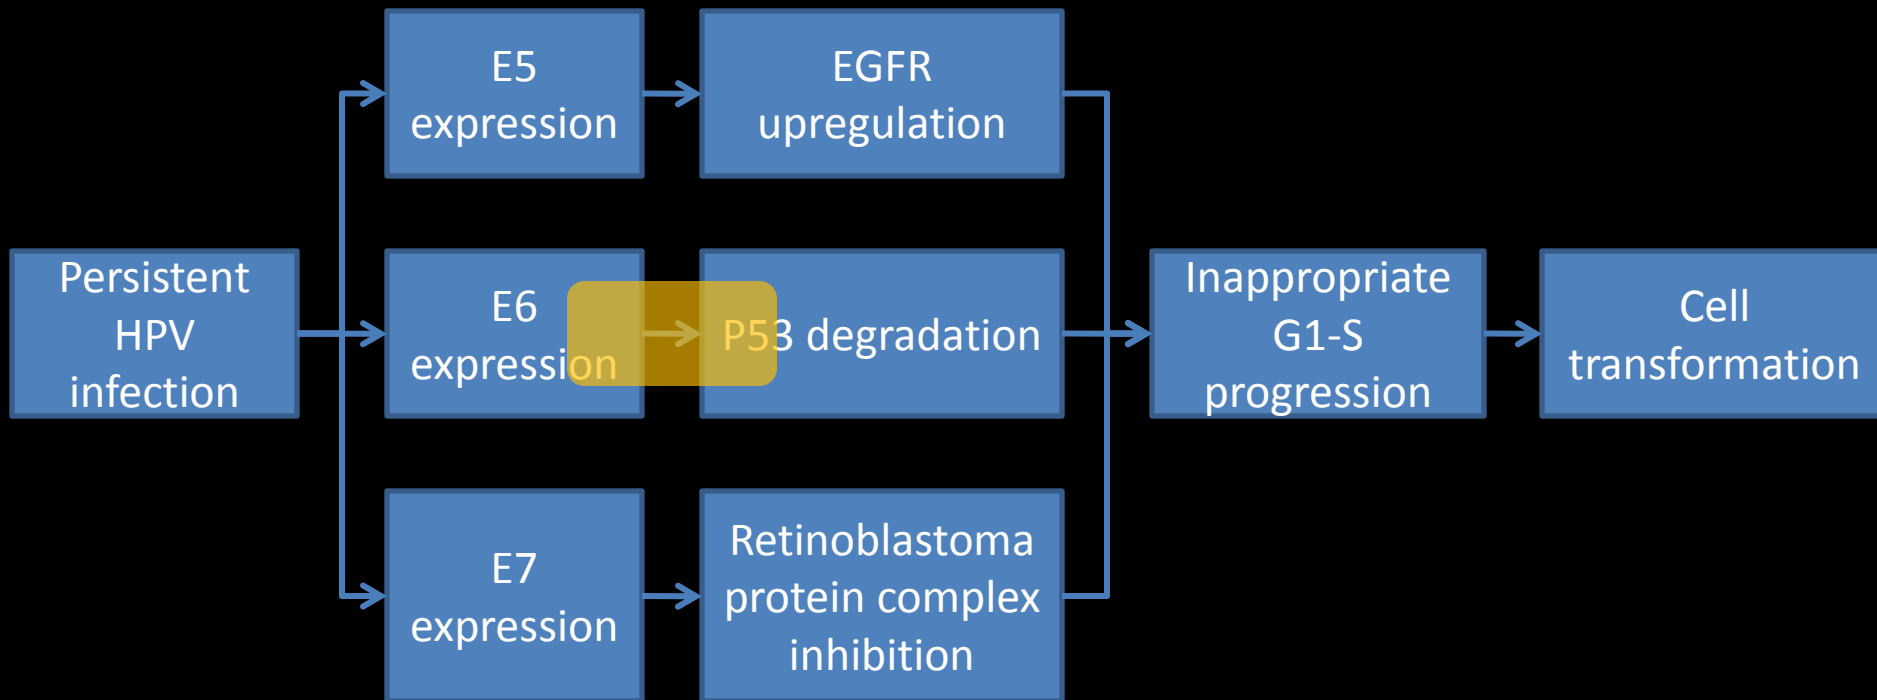 E5
expression
EGFR
upregulation
Persistent
HPV
infection
E6
expression
P53 degradation
Inappropriate
G1-S
progression
Cell
transformation
E7
expression
Retinoblastoma
protein complex
inhibition